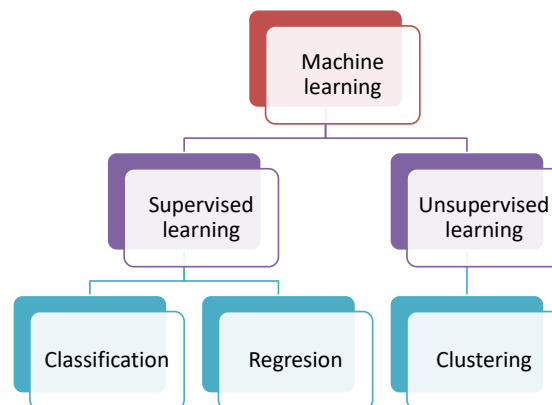 Machine
learning
Supervised
learning
Unsupervised
learning
Classification
Regresion
Clustering